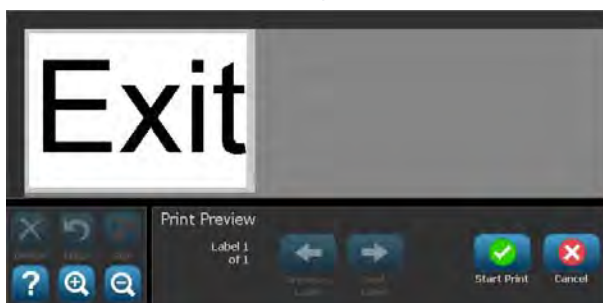 Exit
Print Preview
Label 1
of 1
?
Start Print
Cancel